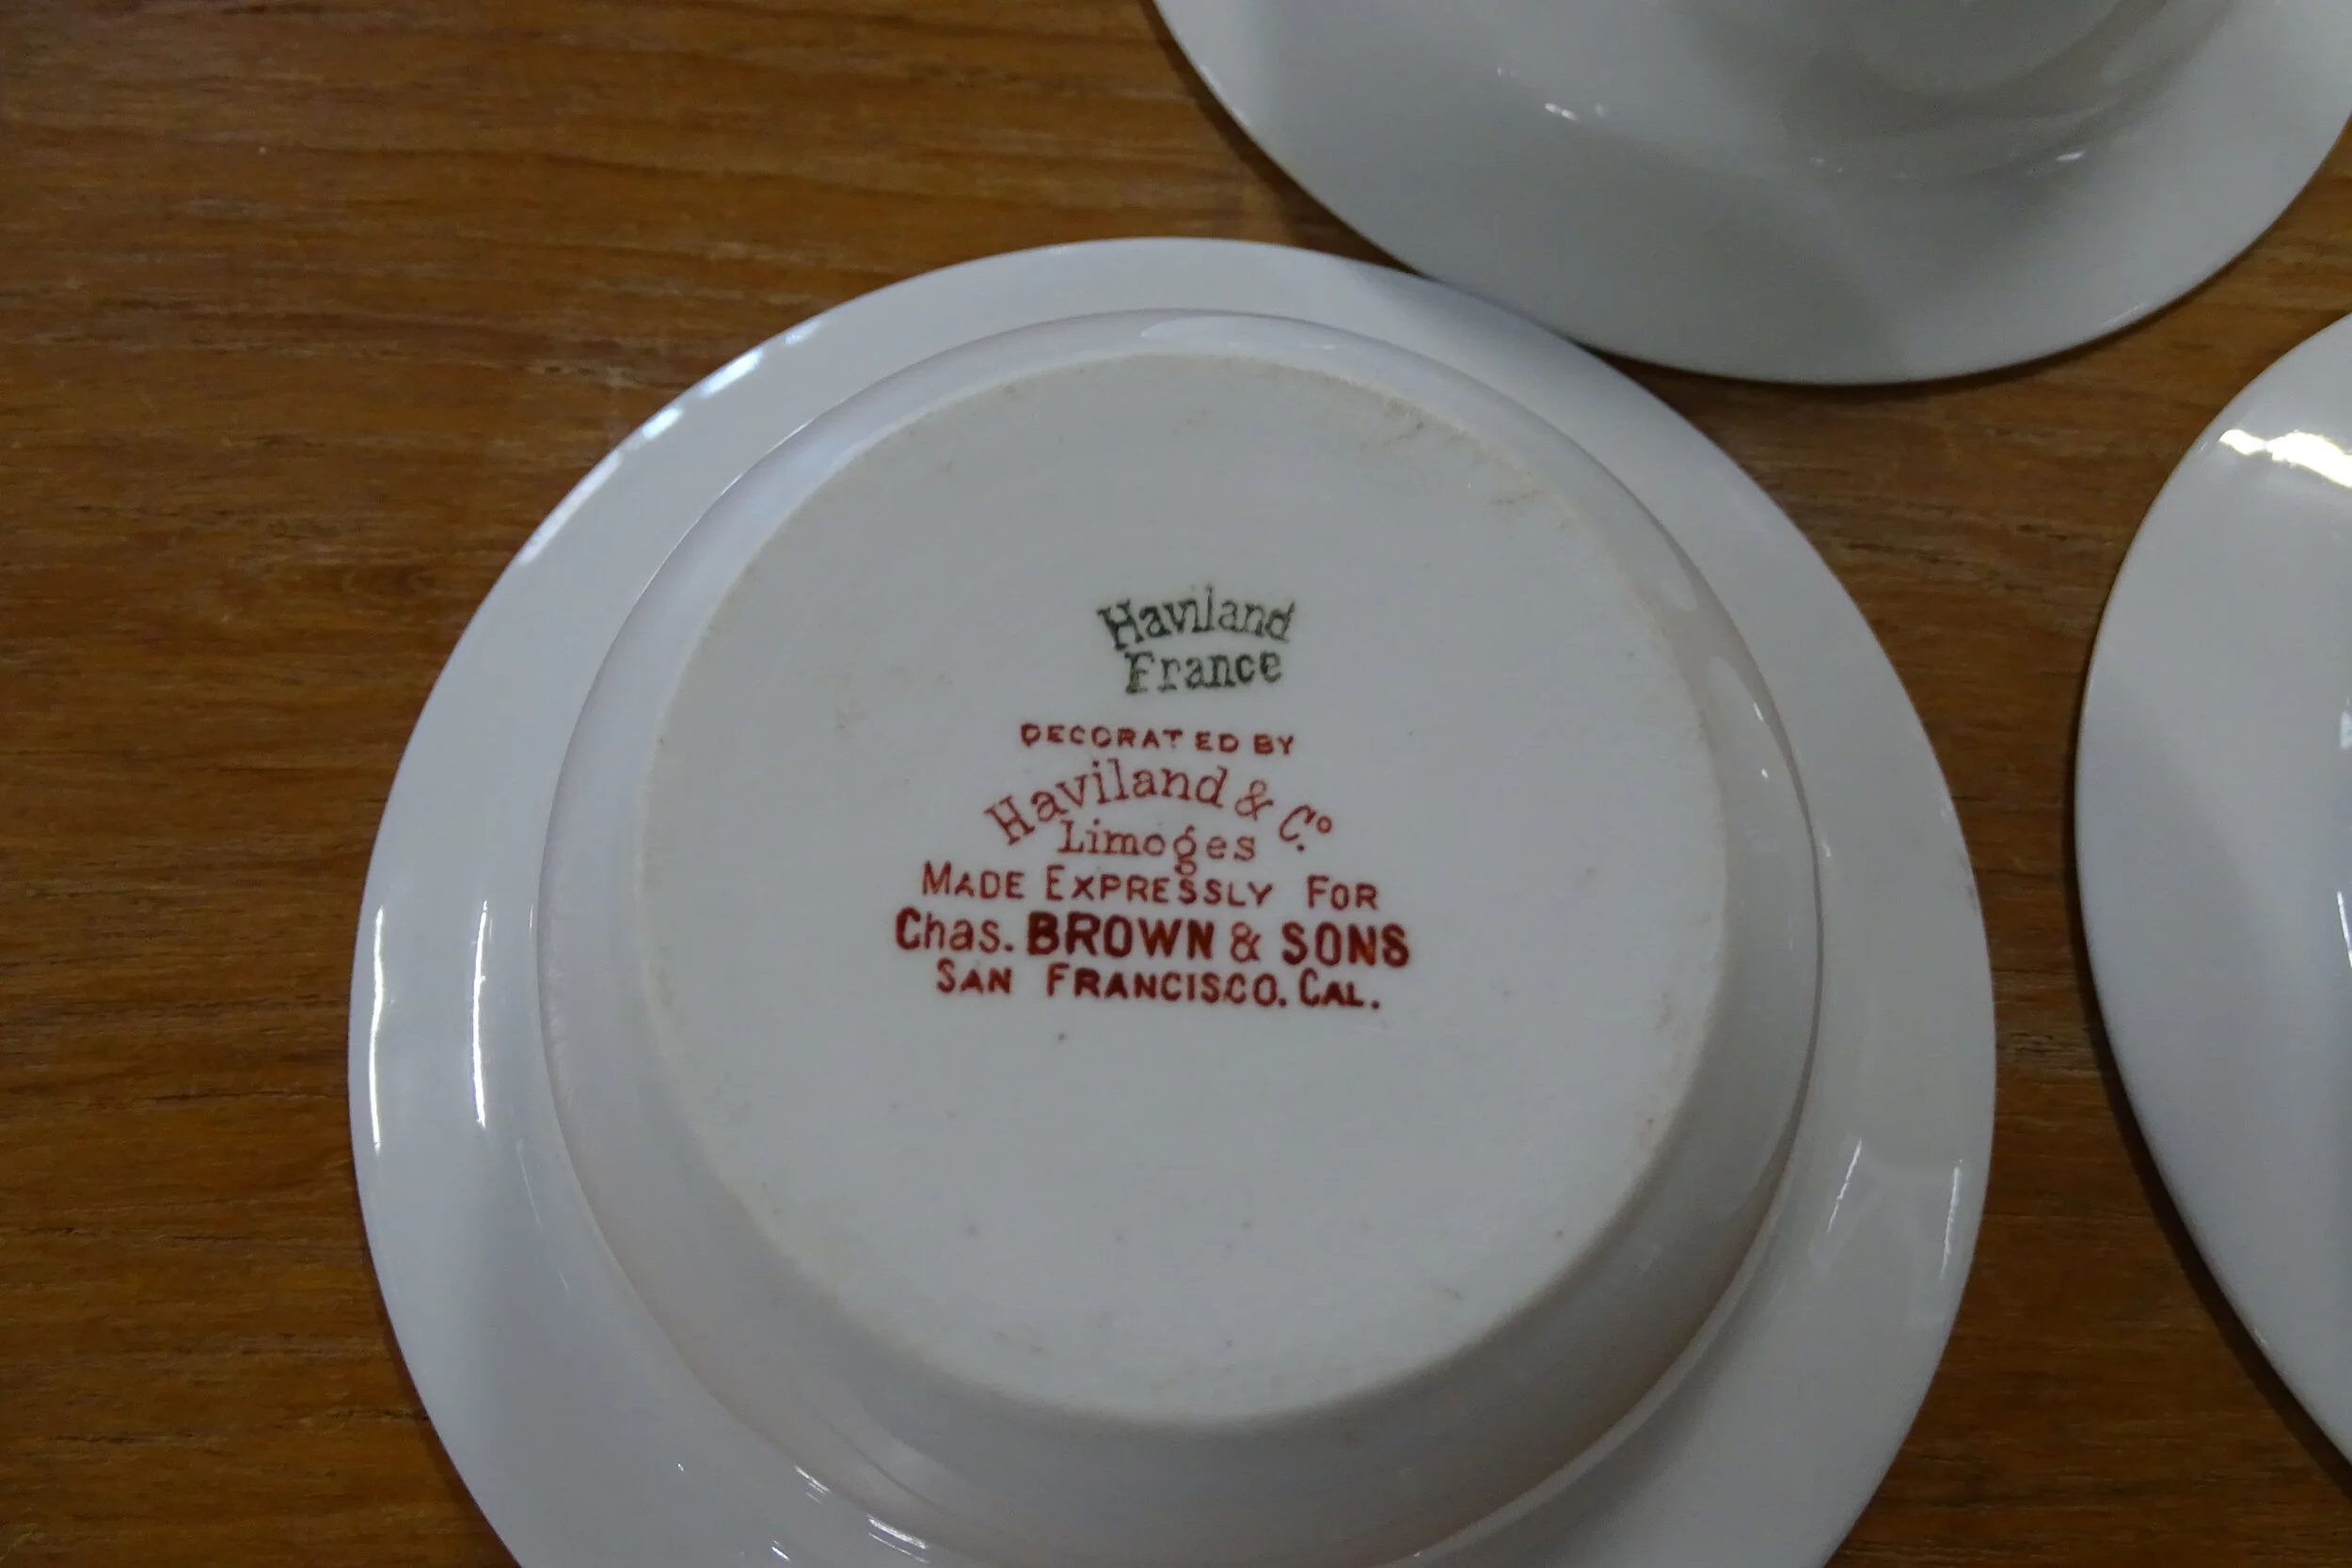 Haviland
France
DECORATED BY
Haviland & Co.
Limoges
MADE EXPRESSLY FOR
Chas. BROWN & SONS
SAN FRANCISCO. CAL.